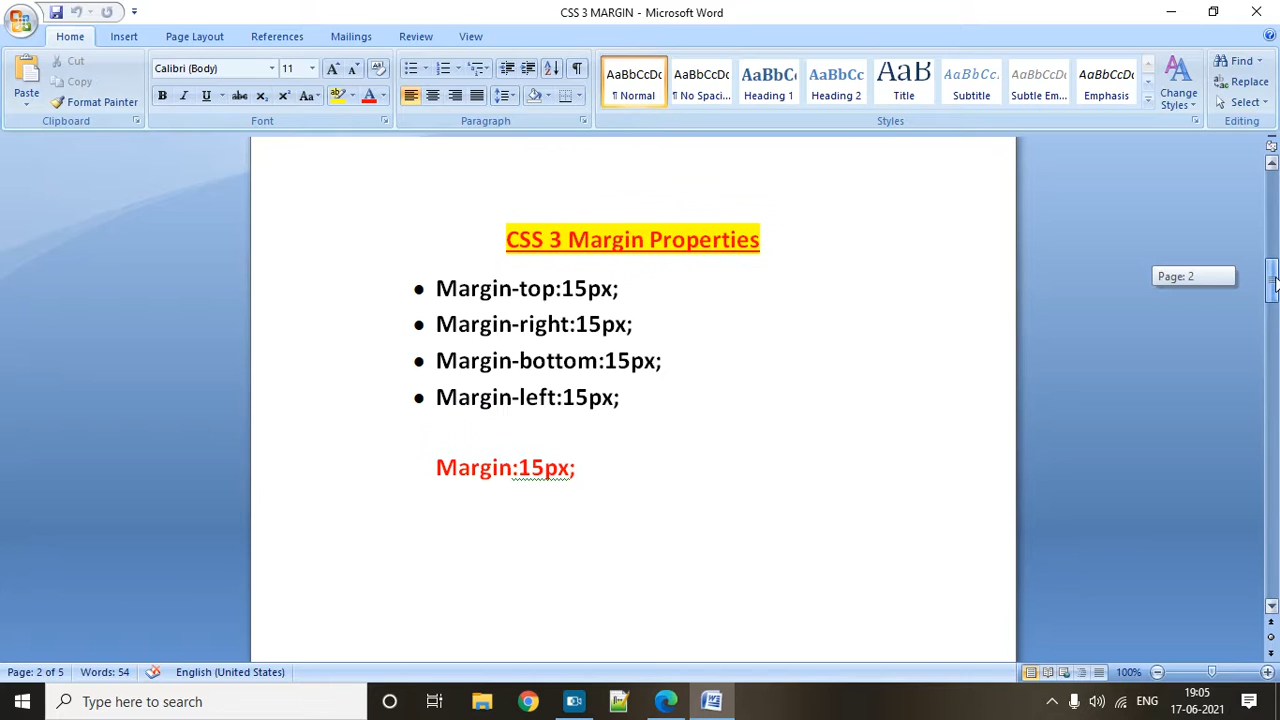 CSS 3 MARGIN - Microsoft Word
Home Insert Page Layout References Mailings Review View
Paste
Cut
Copy
Format Painter
Clipboard
Calibri (Body) 11
B I U abc X₂ X² Aa
Font
Paragraph
AaBbCcDc AaBbCcDc AaBbCc AaBbCc AaB AaBbCc. AaBbCcDc AaBbCcDc
¶ Normal ¶ No Spaci... Heading 1 Heading 2 Title Subtitle Subtle Em... Emphasis
Change Styles
Styles
Find
Replace
Select
Editing
CSS 3 Margin Properties
• Margin-top:15px;
• Margin-right:15px;
• Margin-bottom:15px;
• Margin-left:15px;
Margin:15px;
Page: 2
Page: 2 of 5 Words: 54 English (United States) 100%
Type here to search
ENG
19:05
17-06-2021